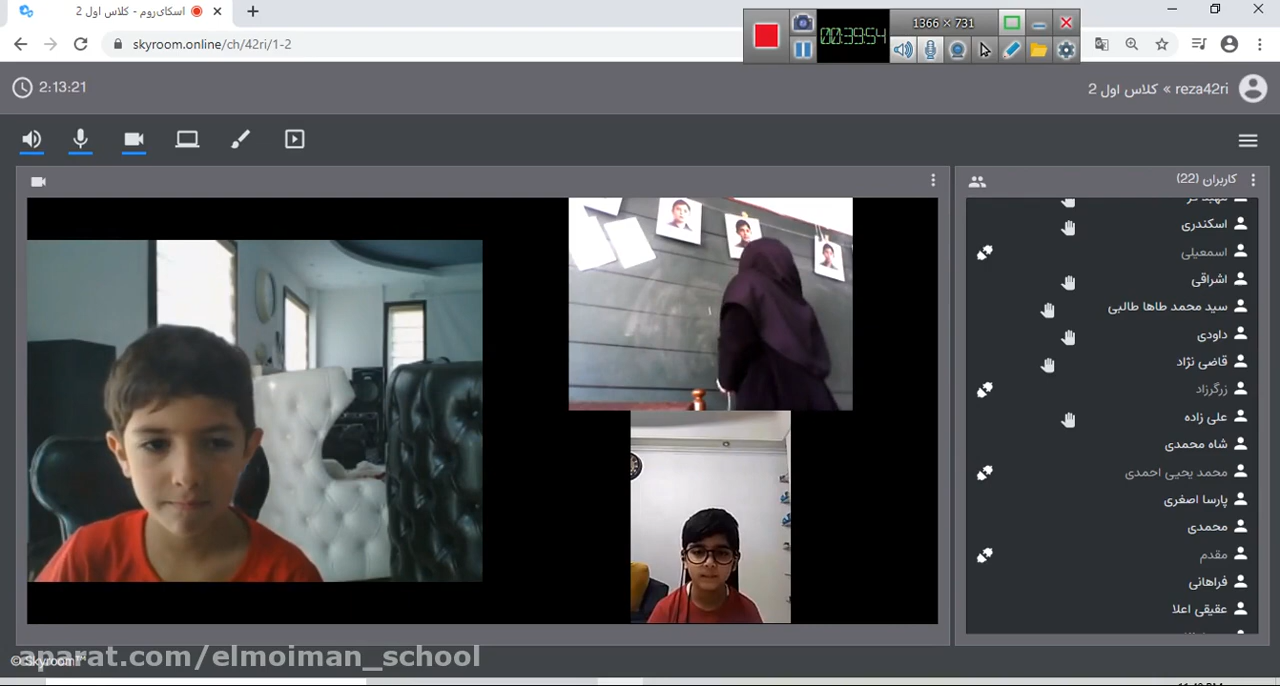 اسکای‌روم - کلاس اول 2
skyroom.online/ch/42ri/1-2
1366 × 731
00:39:54
2:13:21
reza42ri » کلاس اول 2
کاربران (22)
اسکندری
اسمعیلی
اشراقی
سید محمد طاها طالبی
داودی
قاضی نژاد
زرگرزاد
علی زاده
شاه محمدی
محمد یحیی احمدی
پارسا اصغری
محمدی
مقدم
فراهانی
عقیقی اعلا
© Skyroom™
aparat.com/elmoiman_school